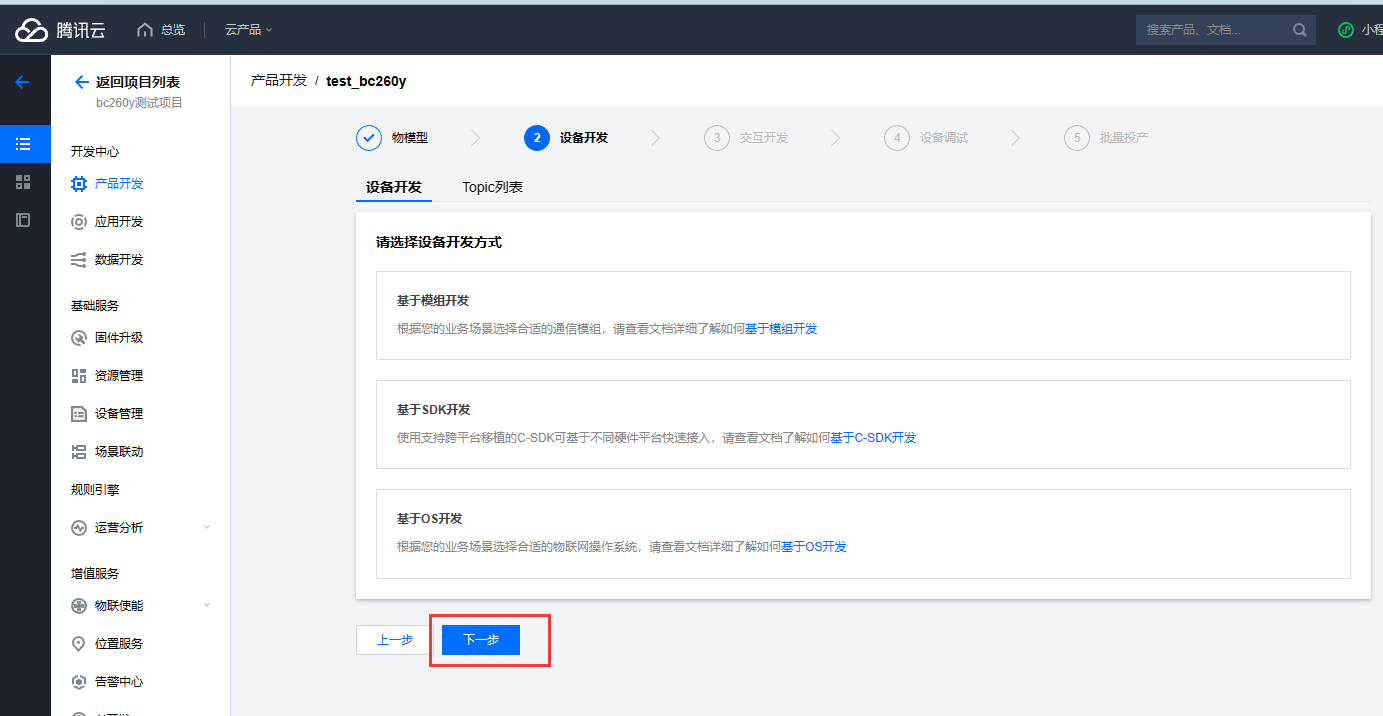 腾讯云
总览
云产品
搜索产品、文档...
小程
返回项目列表
bc260y测试项目
开发中心
产品开发
应用开发
数据开发
基础服务
固件升级
资源管理
设备管理
场景联动
规则引擎
运营分析
增值服务
物联使能
位置服务
告警中心
产品开发 / test_bc260y
物模型
2 设备开发
3 交互开发
4 设备调试
5 批量投产
设备开发
Topic列表
请选择设备开发方式
基于模组开发
根据您的业务场景选择合适的通信模组，请查看文档详细了解如何基于模组开发
基于SDK开发
使用支持跨平台移植的C-SDK可基于不同硬件平台快速接入，请查看文档了解如何基于C-SDK开发
基于OS开发
根据您的业务场景选择合适的物联网操作系统，请查看文档详细了解如何基于OS开发
上一步
下一步